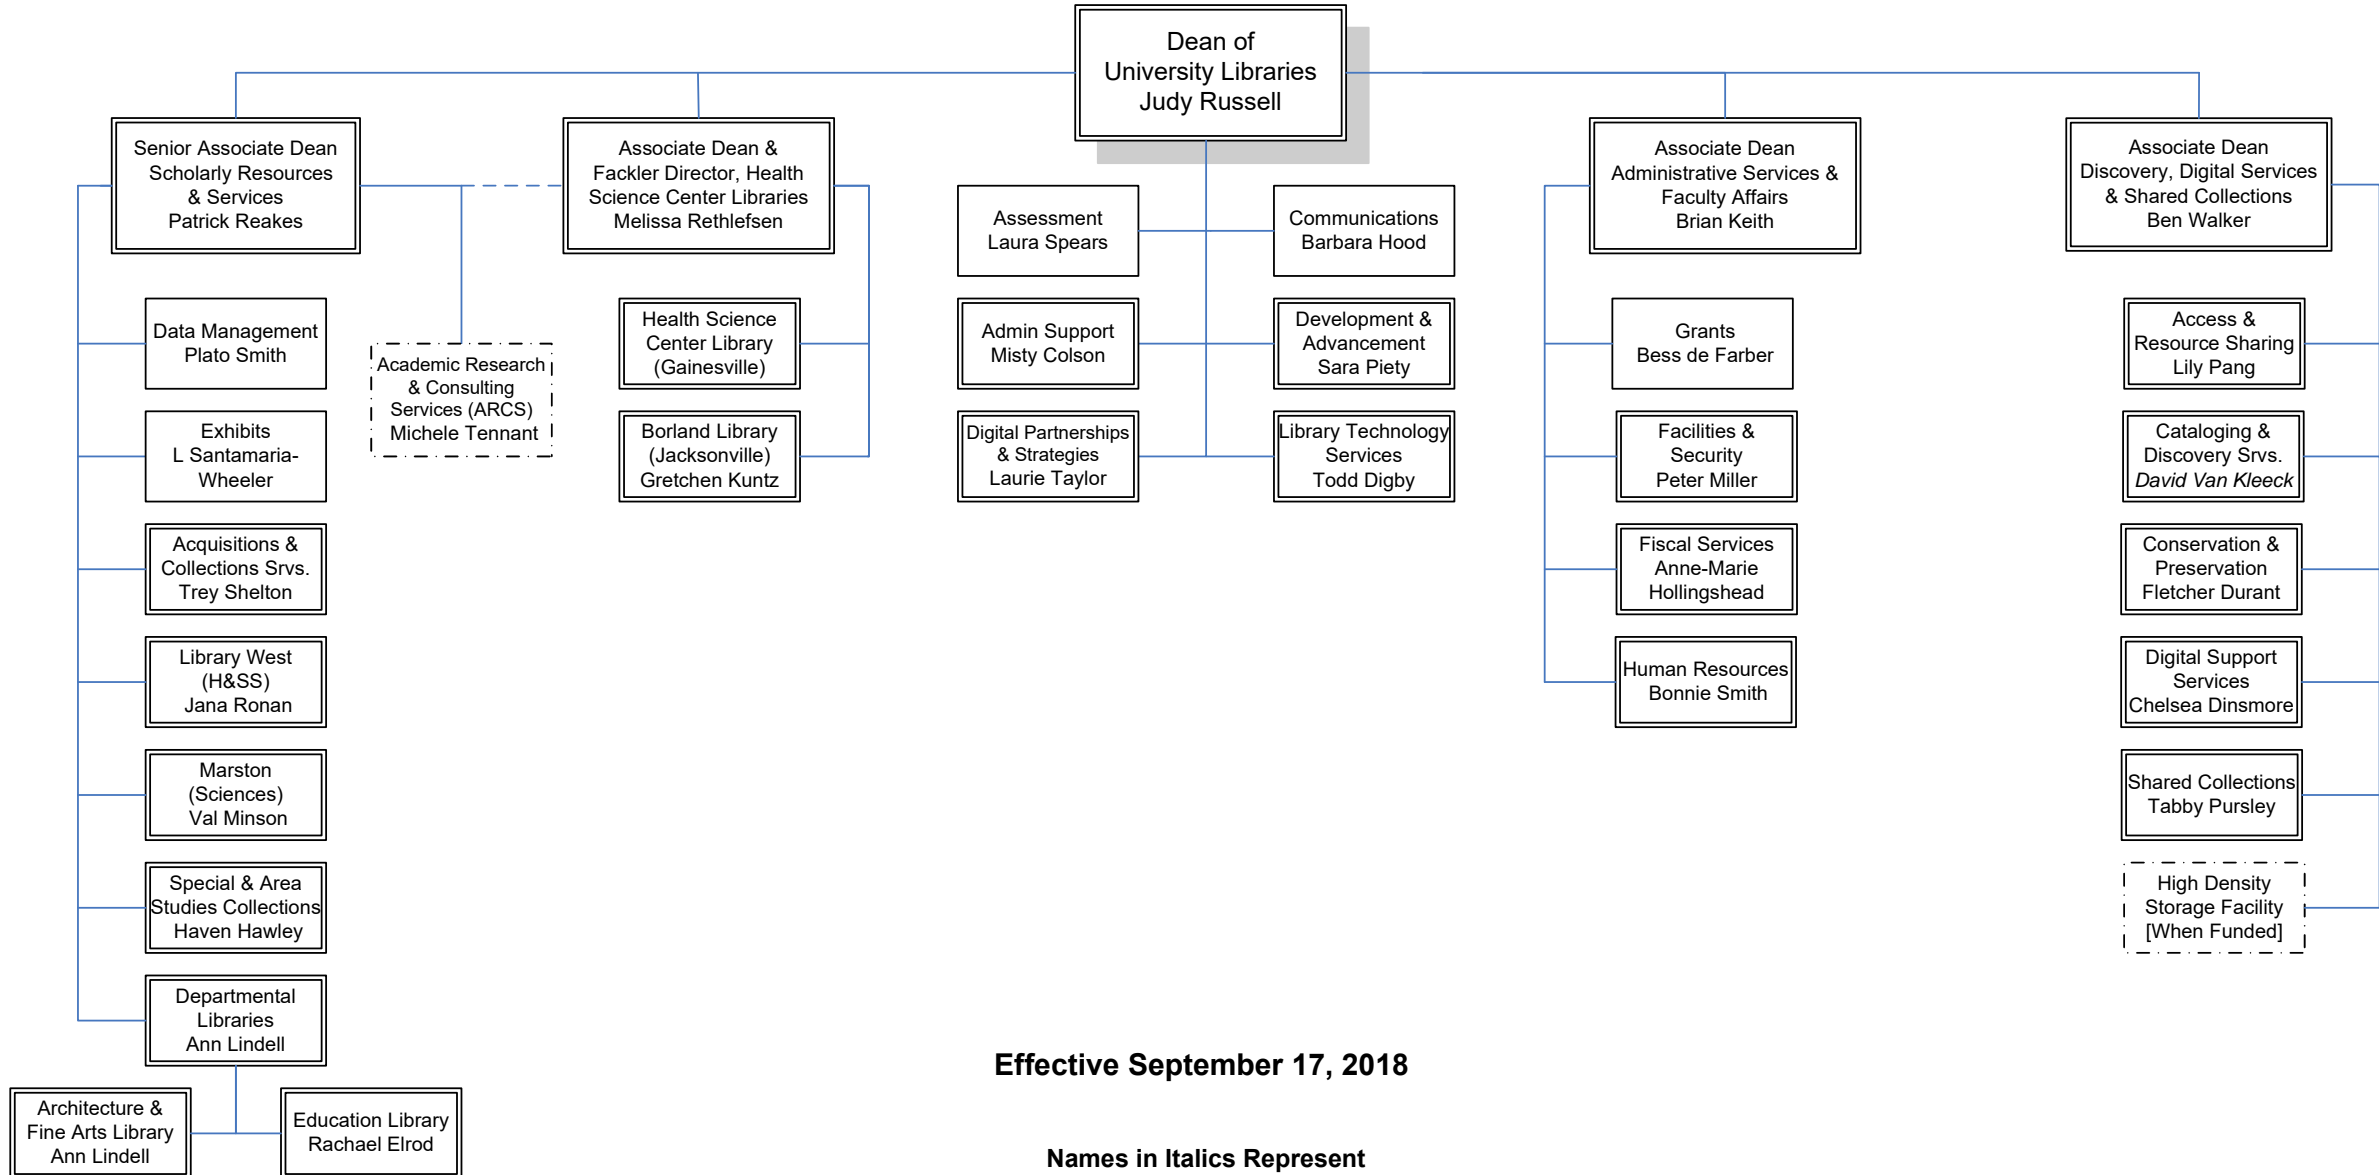 Dean of
University Libraries
Judy Russell
Senior Associate Dean
Scholarly Resources
& Services
Patrick Reakes
Associate Dean &
Fackler Director, Health
Science Center Libraries
Melissa Rethlefsen
Associate Dean
Administrative Services &
Faculty Affairs
Brian Keith
Associate Dean
Discovery, Digital Services
& Shared Collections
Ben Walker
Data Management
Plato Smith
Exhibits
L Santamaria-
Wheeler
Acquisitions &
Collections Srvs.
Trey Shelton
Library West
(H&SS)
Jana Ronan
Marston
(Sciences)
Val Minson
Special & Area
Studies Collections
Haven Hawley
Departmental
Libraries
Ann Lindell
Architecture &
Fine Arts Library
Ann Lindell
Education Library
Rachael Elrod
Academic Research
& Consulting
Services (ARCS)
Michele Tennant
Health Science
Center Library
(Gainesville)
Borland Library
(Jacksonville)
Gretchen Kuntz
Assessment
Laura Spears
Communications
Barbara Hood
Admin Support
Misty Colson
Development &
Advancement
Sara Piety
Digital Partnerships
& Strategies
Laurie Taylor
Library Technology
Services
Todd Digby
Grants
Bess de Farber
Facilities &
Security
Peter Miller
Fiscal Services
Anne-Marie
Hollingshead
Human Resources
Bonnie Smith
Access &
Resource Sharing
Lily Pang
Cataloging &
Discovery Srvs.
David Van Kleeck
Conservation &
Preservation
Fletcher Durant
Digital Support
Services
Chelsea Dinsmore
Shared Collections
Tabby Pursley
High Density
Storage Facility
[When Funded]
Effective September 17, 2018
Names in Italics Represent